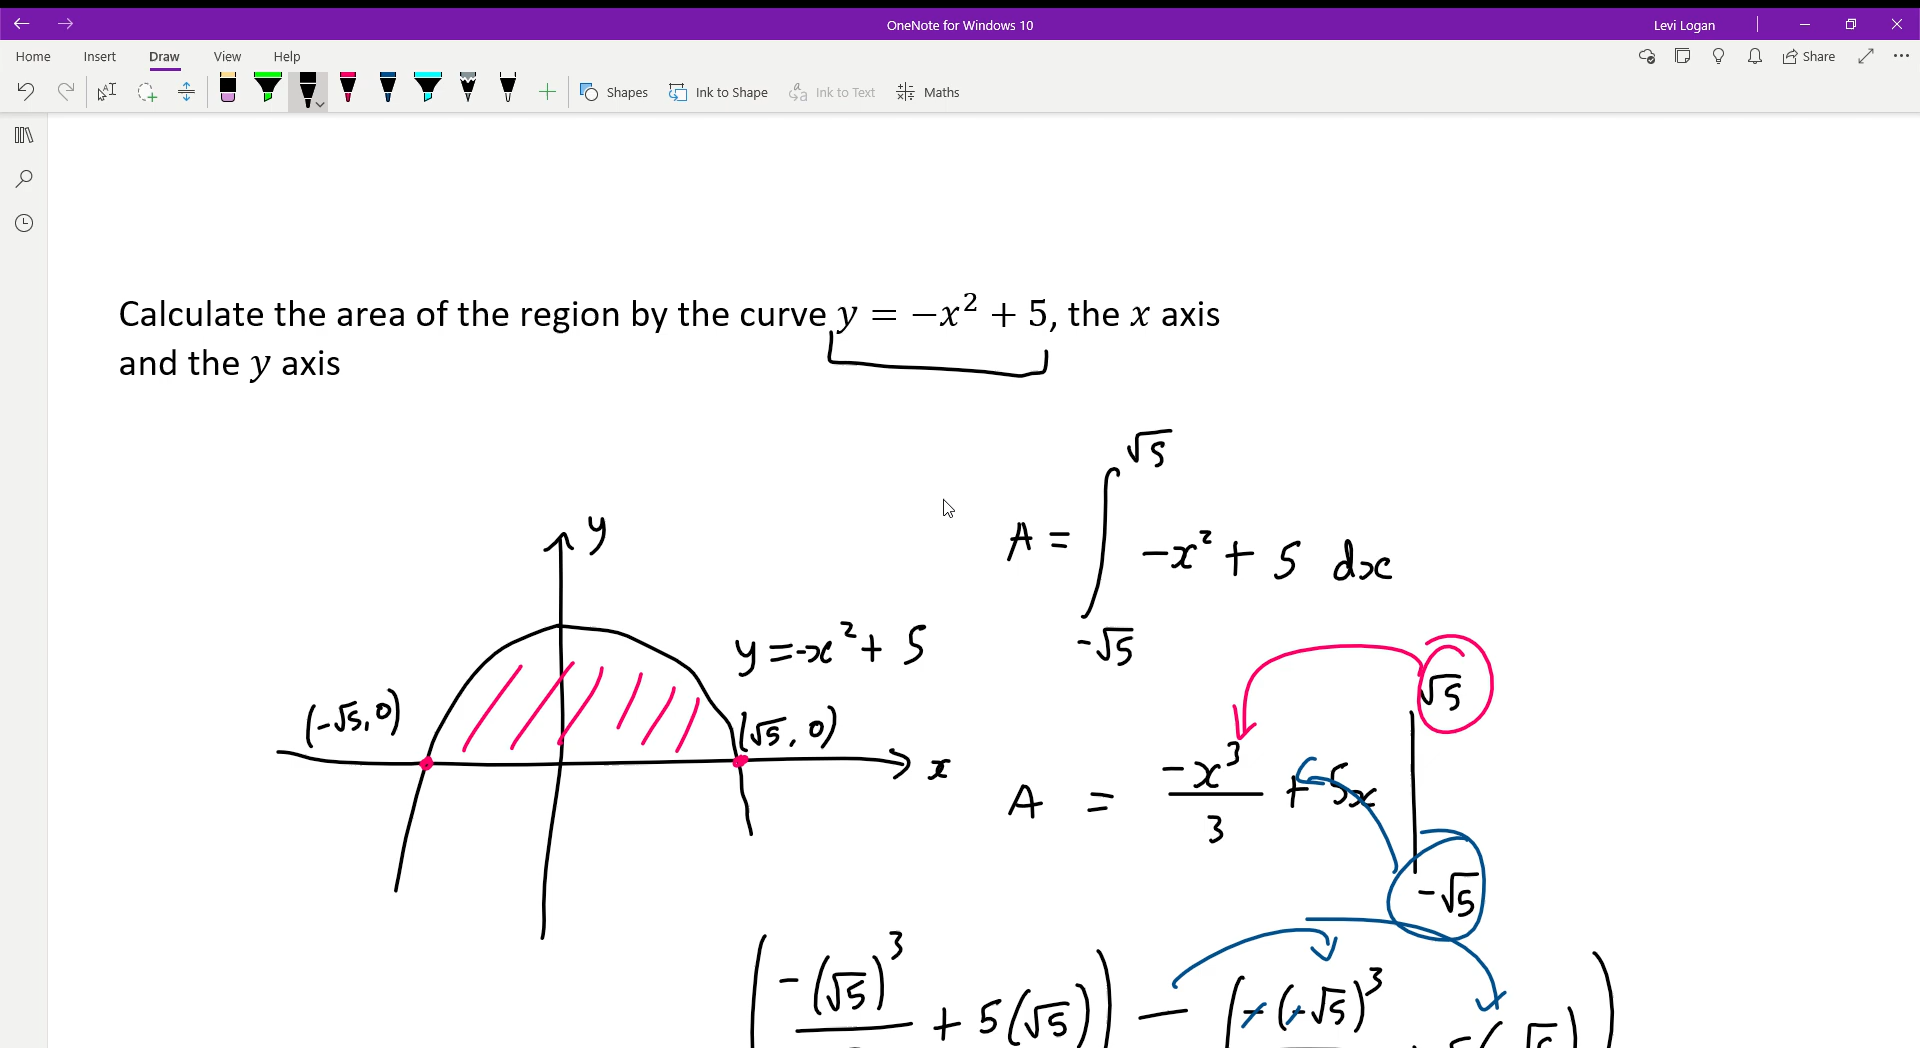 OneNote for Windows 10
Levi Logan
Home Insert Draw View Help
Share
Shapes Ink to Shape Ink to Text Maths
Calculate the area of the region by the curve y = −x² + 5, the x axis
and the y axis
√5
A = ∫ -x² + 5 dx
-√5
y
y = -x² + 5
(-√5, 0)
(√5, 0)
x
√5
A = -x³/3 + 5x |
-√5
(-(√5)³ + 5(√5)) - (-(-√5)³